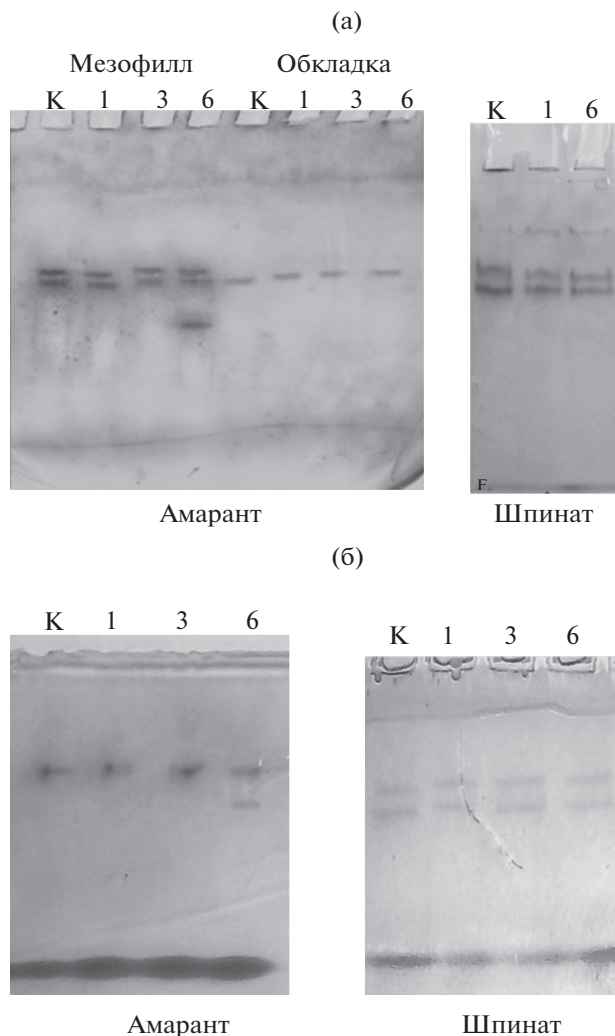 (а)
Мезофилл Обкладка
К 1 3 6 К 1 3 6
К 1 6
F
Амарант Шпинат
(б)
К 1 3 6
К 1 3 6
Амарант Шпинат